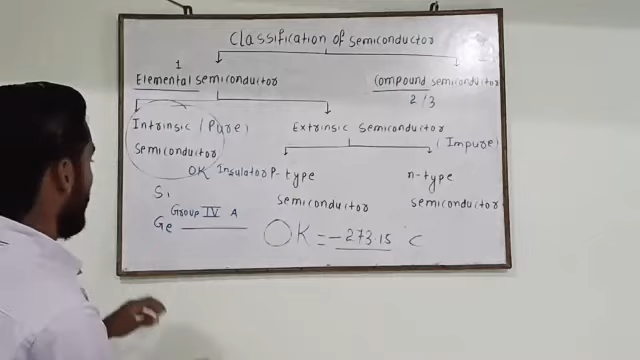 Classification of Semiconductor
1
Elemental Semiconductor
Compound Semiconductor
2/3
Intrinsic (Pure)
Semiconductor
Extrinsic Semiconductor
(Impure)
OK Insulator
P-type
Semiconductor
n-type
Semiconductor
Si
Ge
Group IV A
OK = -273.15 °C